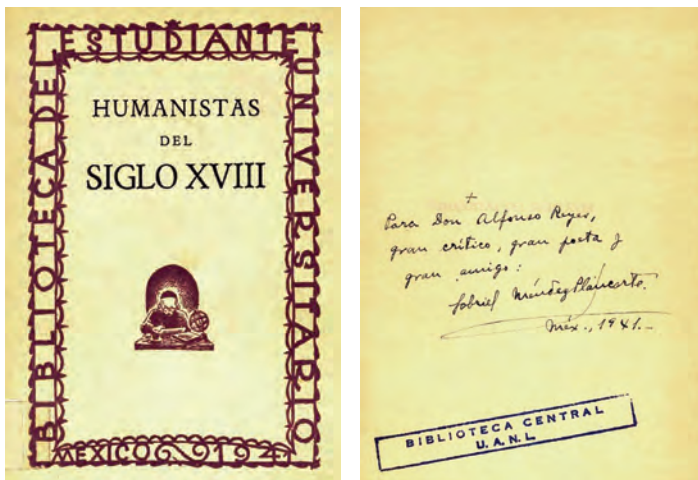 BIBLIOTECA DEL
ESTUDIANTE
UNIVERSITARIO
HUMANISTAS
DEL
SIGLO XVIII
MÉXICO 1941
+
Para Don Alfonso Reyes,
gran crítico, gran poeta y
gran amigo:
Gabriel Méndez Plancarte.
Méx., 1941.-
BIBLIOTECA CENTRAL
U. A. N. L.